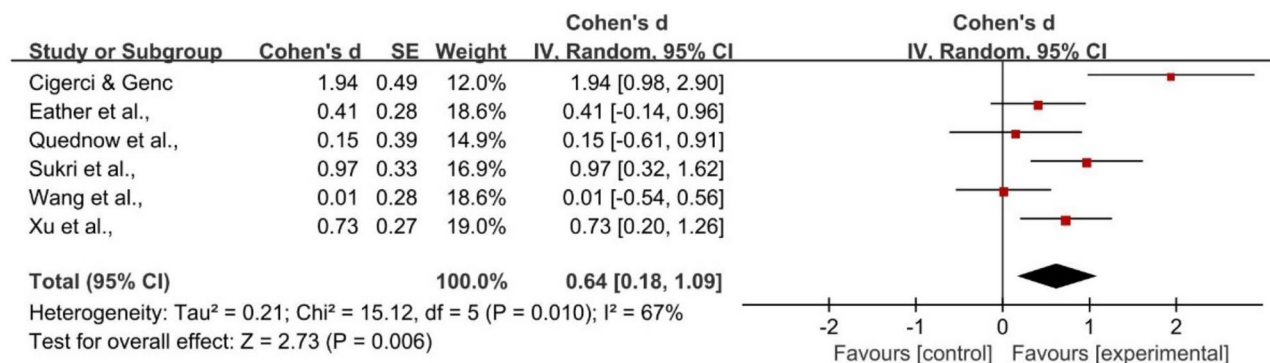 Cohen's d Cohen's d
Study or Subgroup Cohen's d SE Weight IV, Random, 95% CI IV, Random, 95% CI
Cigerci & Genc 1.94 0.49 12.0% 1.94 [0.98, 2.90]
Eather et al., 0.41 0.28 18.6% 0.41 [-0.14, 0.96]
Quednow et al., 0.15 0.39 14.9% 0.15 [-0.61, 0.91]
Sukri et al., 0.97 0.33 16.9% 0.97 [0.32, 1.62]
Wang et al., 0.01 0.28 18.6% 0.01 [-0.54, 0.56]
Xu et al., 0.73 0.27 19.0% 0.73 [0.20, 1.26]
Total (95% CI) 100.0% 0.64 [0.18, 1.09]
Heterogeneity: Tau² = 0.21; Chi² = 15.12, df = 5 (P = 0.010); I² = 67%
Test for overall effect: Z = 2.73 (P = 0.006)
-2 -1 0 1 2
Favours [control] Favours [experimental]